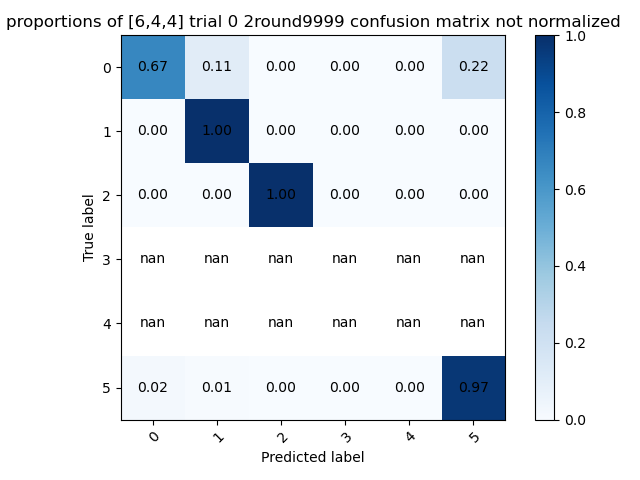 proportions of [6,4,4] trial 0 2round9999 confusion matrix not normalized
1.0
0 0.67 0.11 0.00 0.00 0.00 0.22
0.8
1 0.00 1.00 0.00 0.00 0.00 0.00
2 0.00 0.00 1.00 0.00 0.00 0.00
0.6
True label
3 nan nan nan nan nan nan
0.4
4 nan nan nan nan nan nan
0.2
5 0.02 0.01 0.00 0.00 0.00 0.97
0.0
0 1 2 3 4 5
Predicted label